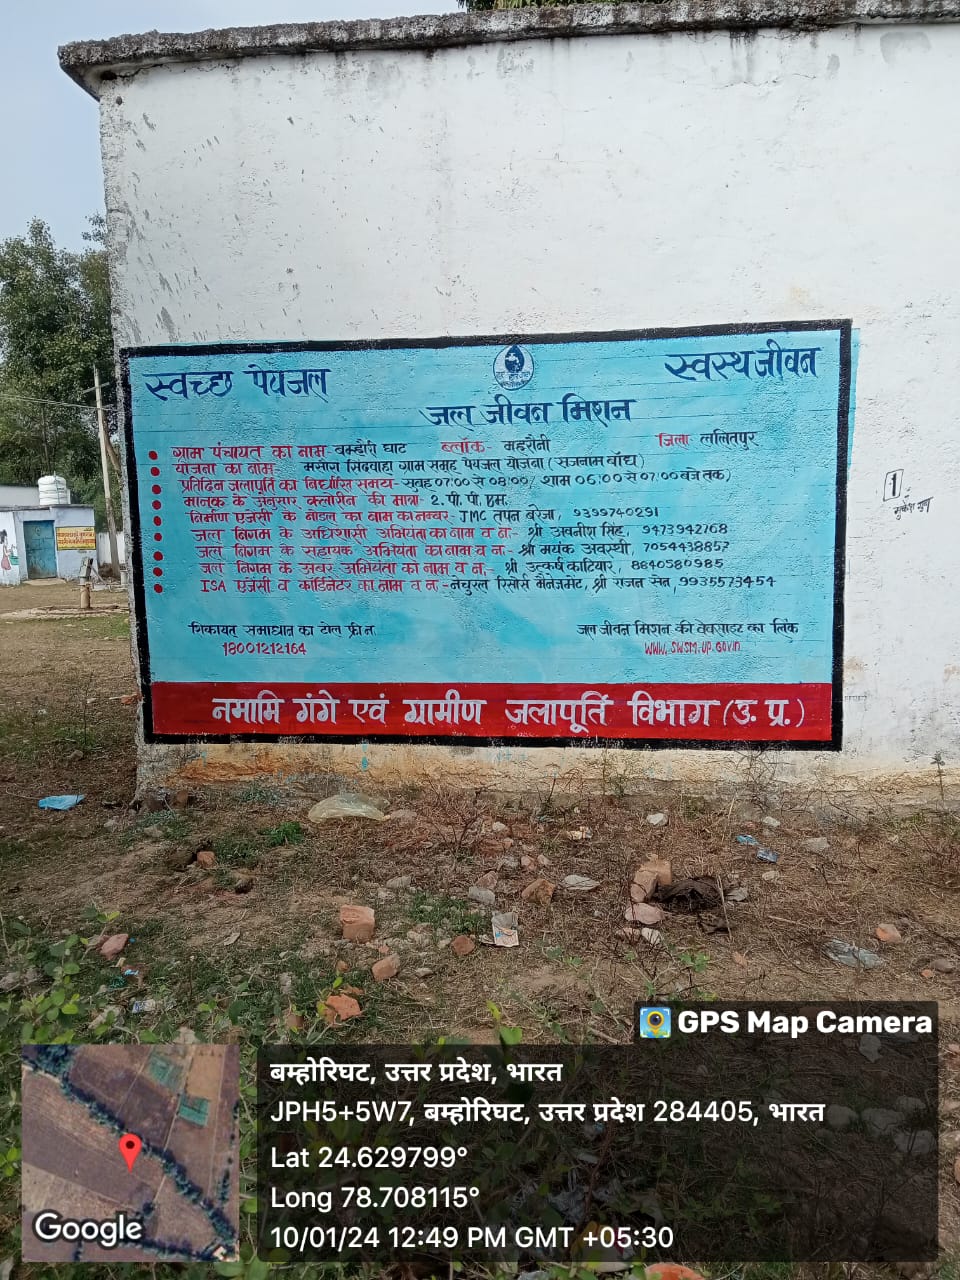 स्वच्छ पेयजल
स्वस्थ जीवन
जल जीवन मिशन
ग्राम पंचायत का नाम- बम्हौरी घाट ब्लॉक- महरौनी जिला ललितपुर
योजना का नाम:- मसौरा सिंदवाहा ग्राम समूह पेयजल योजना (सजनाम बाँध)
प्रतिदिन जलापूर्ति का निर्धारित समय- सुबह 07:00 से 08:00/ शाम 06:00 से 07:00 बजे तक)
मानक के अनुसार क्लोरीन की मात्रा- 2. पी. पी. एम.
निर्माण एजेंसी के नोडल का नाम का नम्बर- JMC तपन बेरजा, 9399740291
जल निगम के अधिशासी अभियंता का नाम व न:- श्री अवनीश सिंह, 9473942768
जल निगम के सहायक अभियंता का नाम व न:- श्री मयंक अवस्थी, 7054438857
जल निगम के अवर अभियंता का नाम व न:- श्री उत्कर्ष काटियार, 8840580985
ISA एजेंसी व कॉर्डिनेटर का नाम व न:- नेचुरल रिसोर्स मैनेजमेंट, श्री राजन सेन, 9935573454
शिकायत समाधान का टोल फ्री न.
18001212164
जल जीवन मिशन की वेबसाइट का लिंक
www.swsm.up.gov.in
नमामि गंगे एवं ग्रामीण जलापूर्ति विभाग (उ. प्र.)
1
GPS Map Camera
बम्होरिघट, उत्तर प्रदेश, भारत
JPH5+5W7, बम्होरिघट, उत्तर प्रदेश 284405, भारत
Lat 24.629799°
Long 78.708115°
10/01/24 12:49 PM GMT +05:30
Google